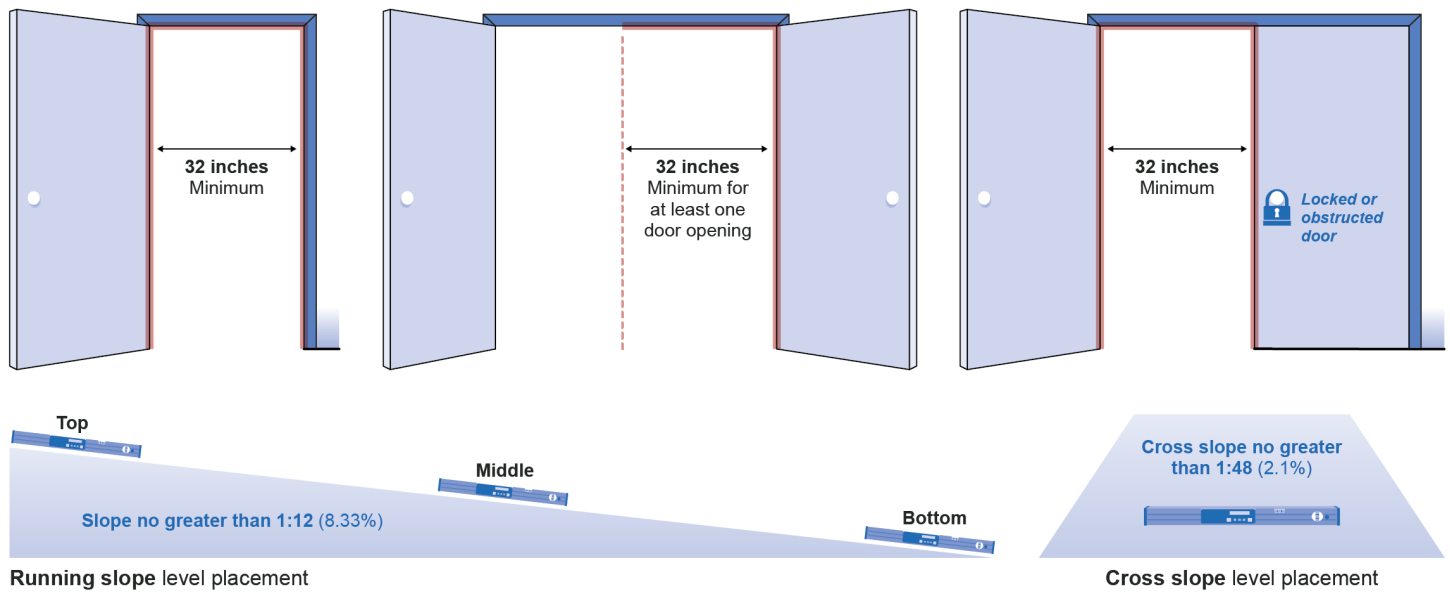 32 inches
Minimum
32 inches
Minimum for
at least one
door opening
32 inches
Minimum
Locked or
obstructed
door
Top
Middle
Bottom
Slope no greater than 1:12 (8.33%)
Running slope level placement
Cross slope no greater
than 1:48 (2.1%)
Cross slope level placement